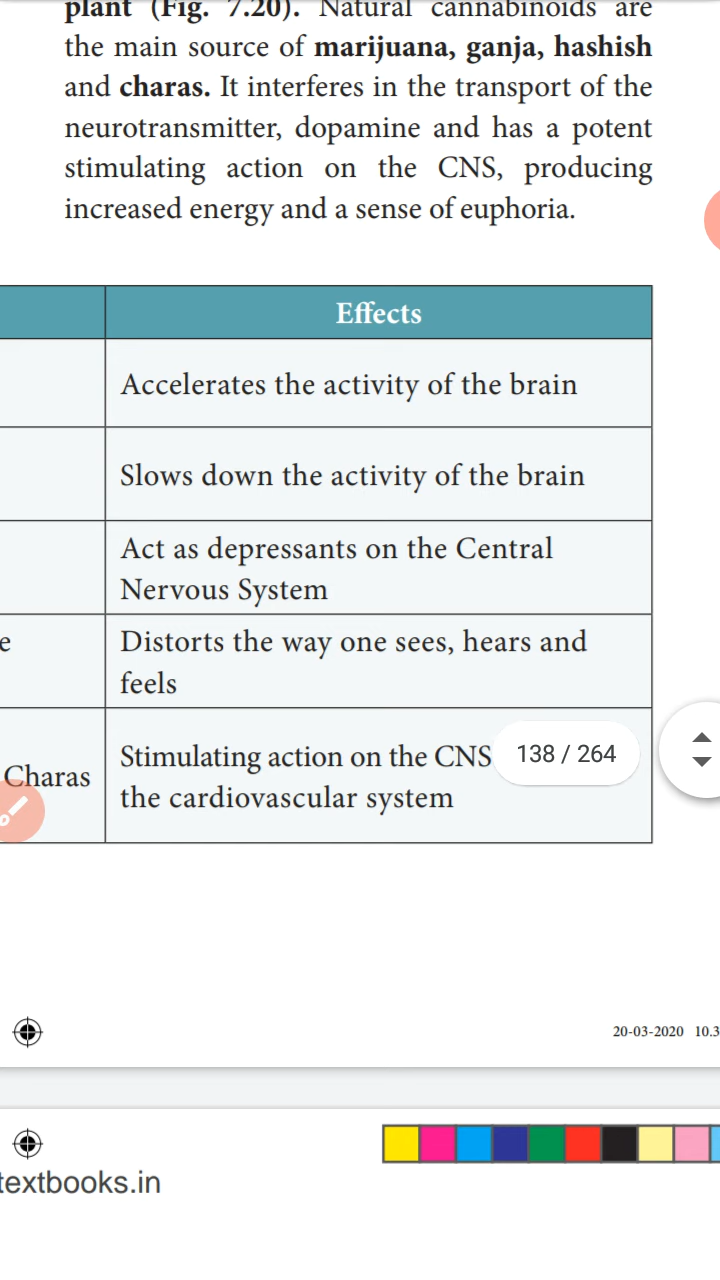 plant (Fig. 7.20). Natural cannabinoids are
the main source of marijuana, ganja, hashish
and charas. It interferes in the transport of the
neurotransmitter, dopamine and has a potent
stimulating action on the CNS, producing
increased energy and a sense of euphoria.
Effects
Accelerates the activity of the brain
Slows down the activity of the brain
Act as depressants on the Central
Nervous System
e
Distorts the way one sees, hears and
feels
Charas
Stimulating action on the CNS
the cardiovascular system
138 / 264
20-03-2020 10.3
textbooks.in